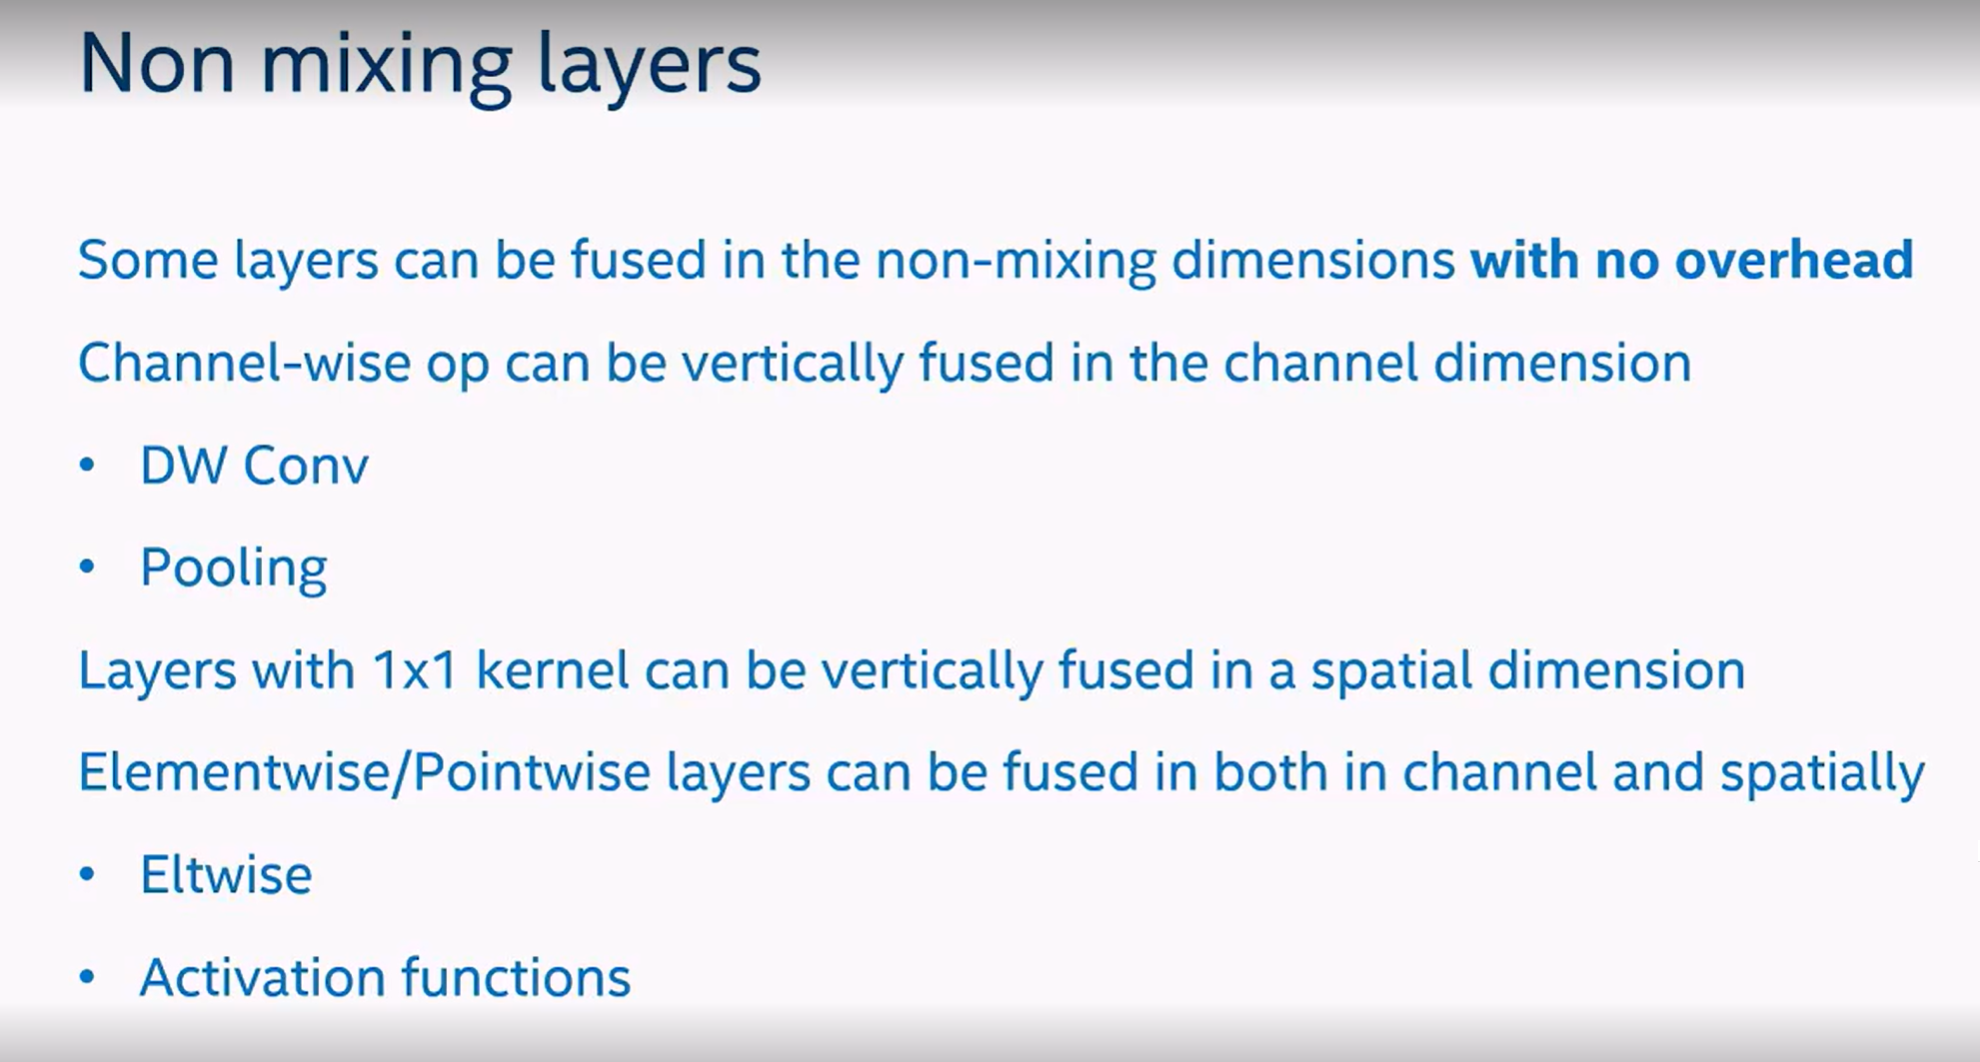 Non mixing layers
Some layers can be fused in the non-mixing dimensions with no overhead
Channel-wise op can be vertically fused in the channel dimension
• DW Conv
• Pooling
Layers with 1x1 kernel can be vertically fused in a spatial dimension
Elementwise/Pointwise layers can be fused in both in channel and spatially
• Eltwise
• Activation functions